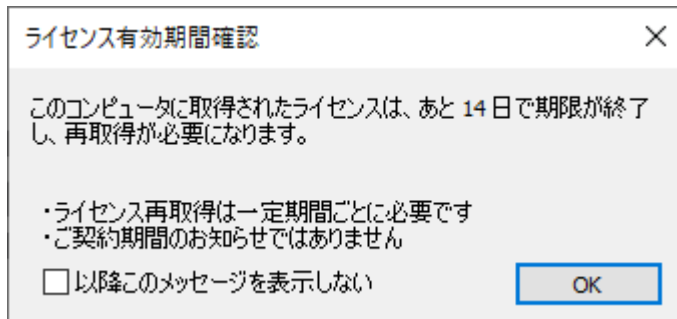 ライセンス有効期間確認
このコンピュータに取得されたライセンスは、あと 14 日で期限が終了
し、再取得が必要になります。
・ライセンス再取得は一定期間ごとに必要です
・ご契約期間のお知らせではありません
以降このメッセージを表示しない
OK